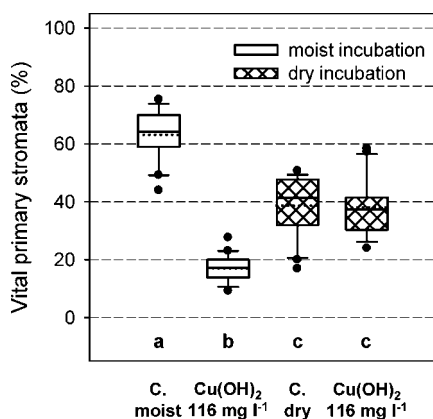 100
moist incubation
dry incubation
80
60
40
20
0
Vital primary stromata (%)
a b c c
C. Cu(OH)₂ C. Cu(OH)₂
moist 116 mg l⁻¹ dry 116 mg l⁻¹